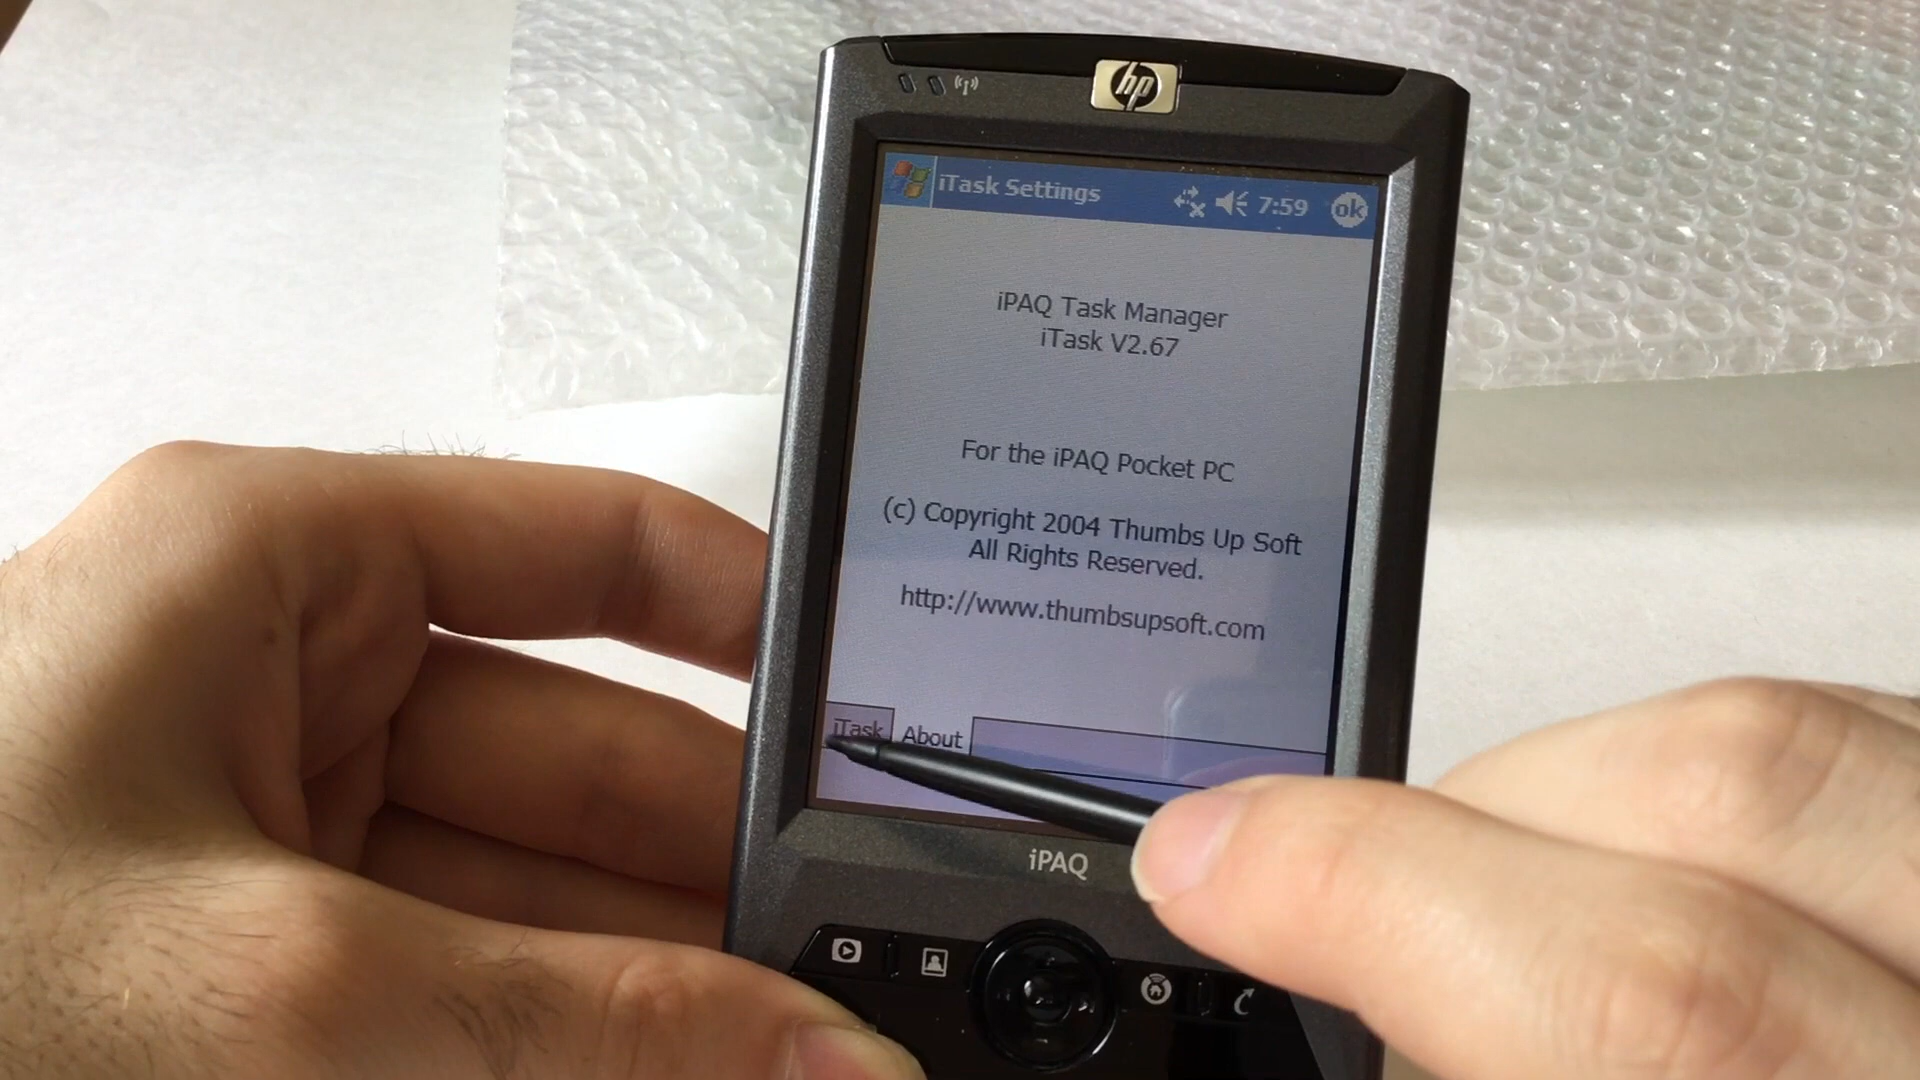 hp
iTask Settings 7:59 ok
iPAQ Task Manager
iTask V2.67
For the iPAQ Pocket PC
(c) Copyright 2004 Thumbs Up Soft
All Rights Reserved.
http://www.thumbsupsoft.com
iTask About
iPAQ